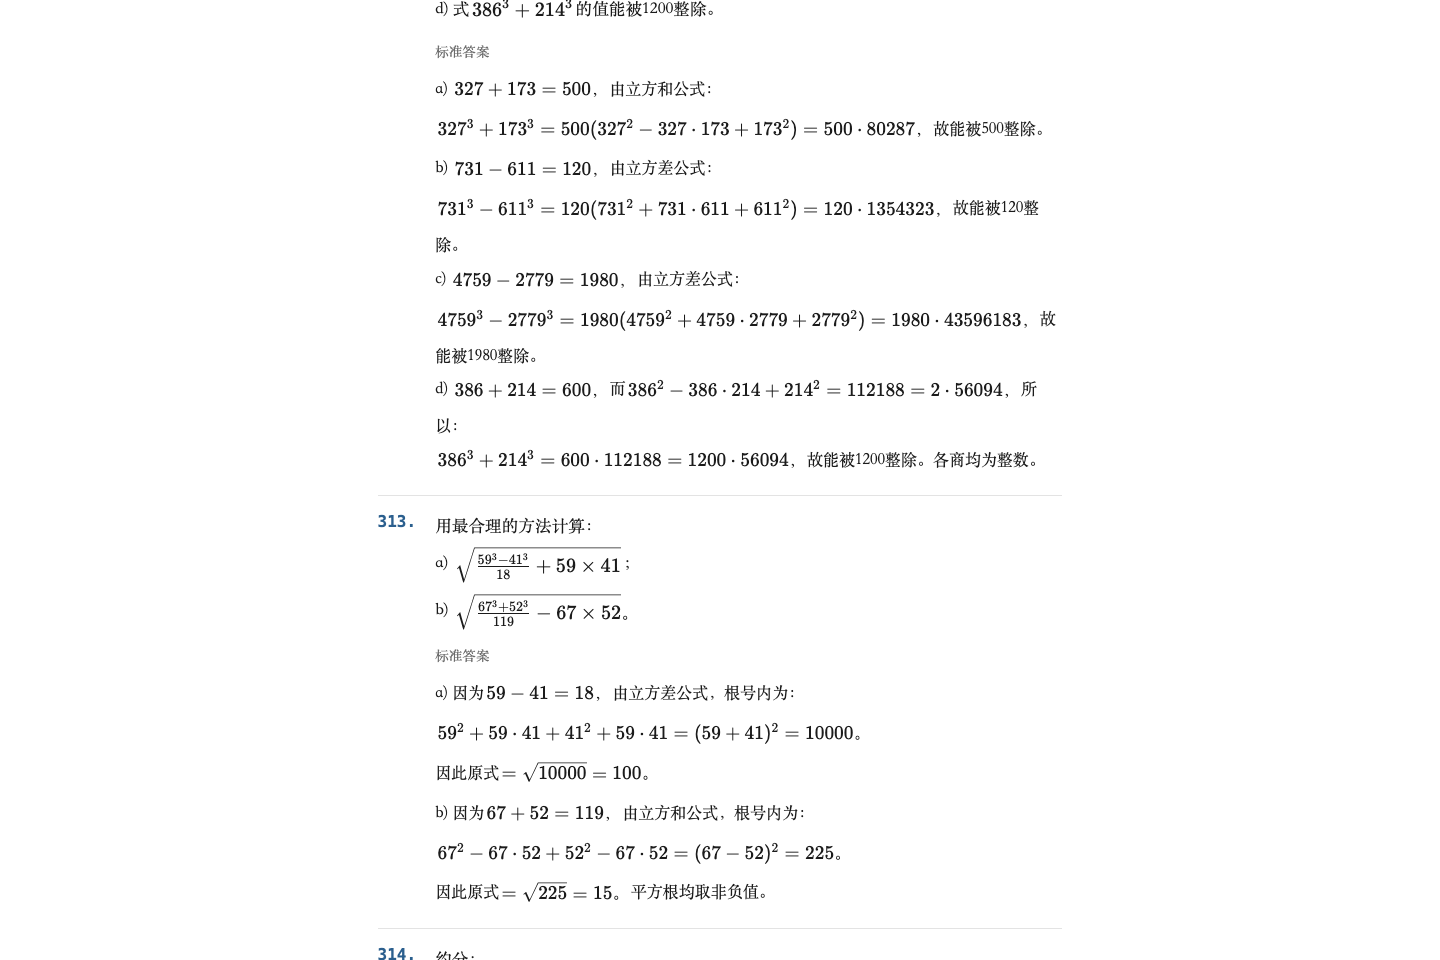 d) 式 386³ + 214³ 的值能被1200整除。
标准答案
a) 327 + 173 = 500，由立方和公式：
327³ + 173³ = 500(327² − 327 · 173 + 173²) = 500 · 80287，故能被500整除。
b) 731 − 611 = 120，由立方差公式：
731³ − 611³ = 120(731² + 731 · 611 + 611²) = 120 · 1354323，故能被120整
除。
c) 4759 − 2779 = 1980，由立方差公式：
4759³ − 2779³ = 1980(4759² + 4759 · 2779 + 2779²) = 1980 · 43596183，故
能被1980整除。
d) 386 + 214 = 600，而386² − 386 · 214 + 214² = 112188 = 2 · 56094，所
以：
386³ + 214³ = 600 · 112188 = 1200 · 56094，故能被1200整除。各商均为整数。
313. 用最合理的方法计算：
a) √((59³−41³)/18 + 59 × 41)；
b) √((67³+52³)/119 − 67 × 52)。
标准答案
a) 因为59 − 41 = 18，由立方差公式，根号内为：
59² + 59 · 41 + 41² + 59 · 41 = (59 + 41)² = 10000。
因此原式 = √10000 = 100。
b) 因为67 + 52 = 119，由立方和公式，根号内为：
67² − 67 · 52 + 52² − 67 · 52 = (67 − 52)² = 225。
因此原式 = √225 = 15。平方根均取非负值。
314. 约分：